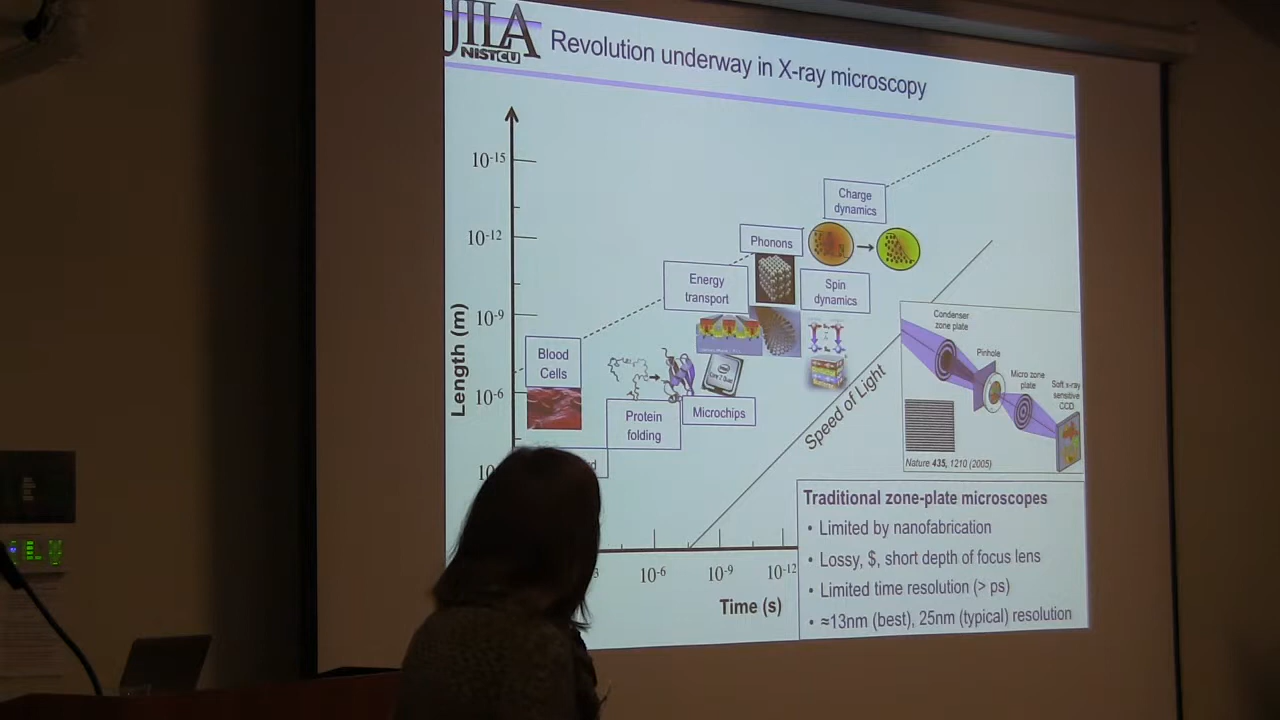 JILA
NIST CU
Revolution underway in X-ray microscopy
10-15
10-12
10-9
10-6
10
Length (m)
Charge
dynamics
Phonons
Energy
transport
Spin
dynamics
Blood
Cells
Protein
folding
Microchips
Speed of Light
Condenser
zone plate
Pinhole
Micro zone
plate
Soft x-ray
sensitive
CCD
Nature 435, 1210 (2005)
Traditional zone-plate microscopes
• Limited by nanofabrication
• Lossy, $, short depth of focus lens
• Limited time resolution (> ps)
• ≈13nm (best), 25nm (typical) resolution
10-6
10-9
10-12
Time (s)